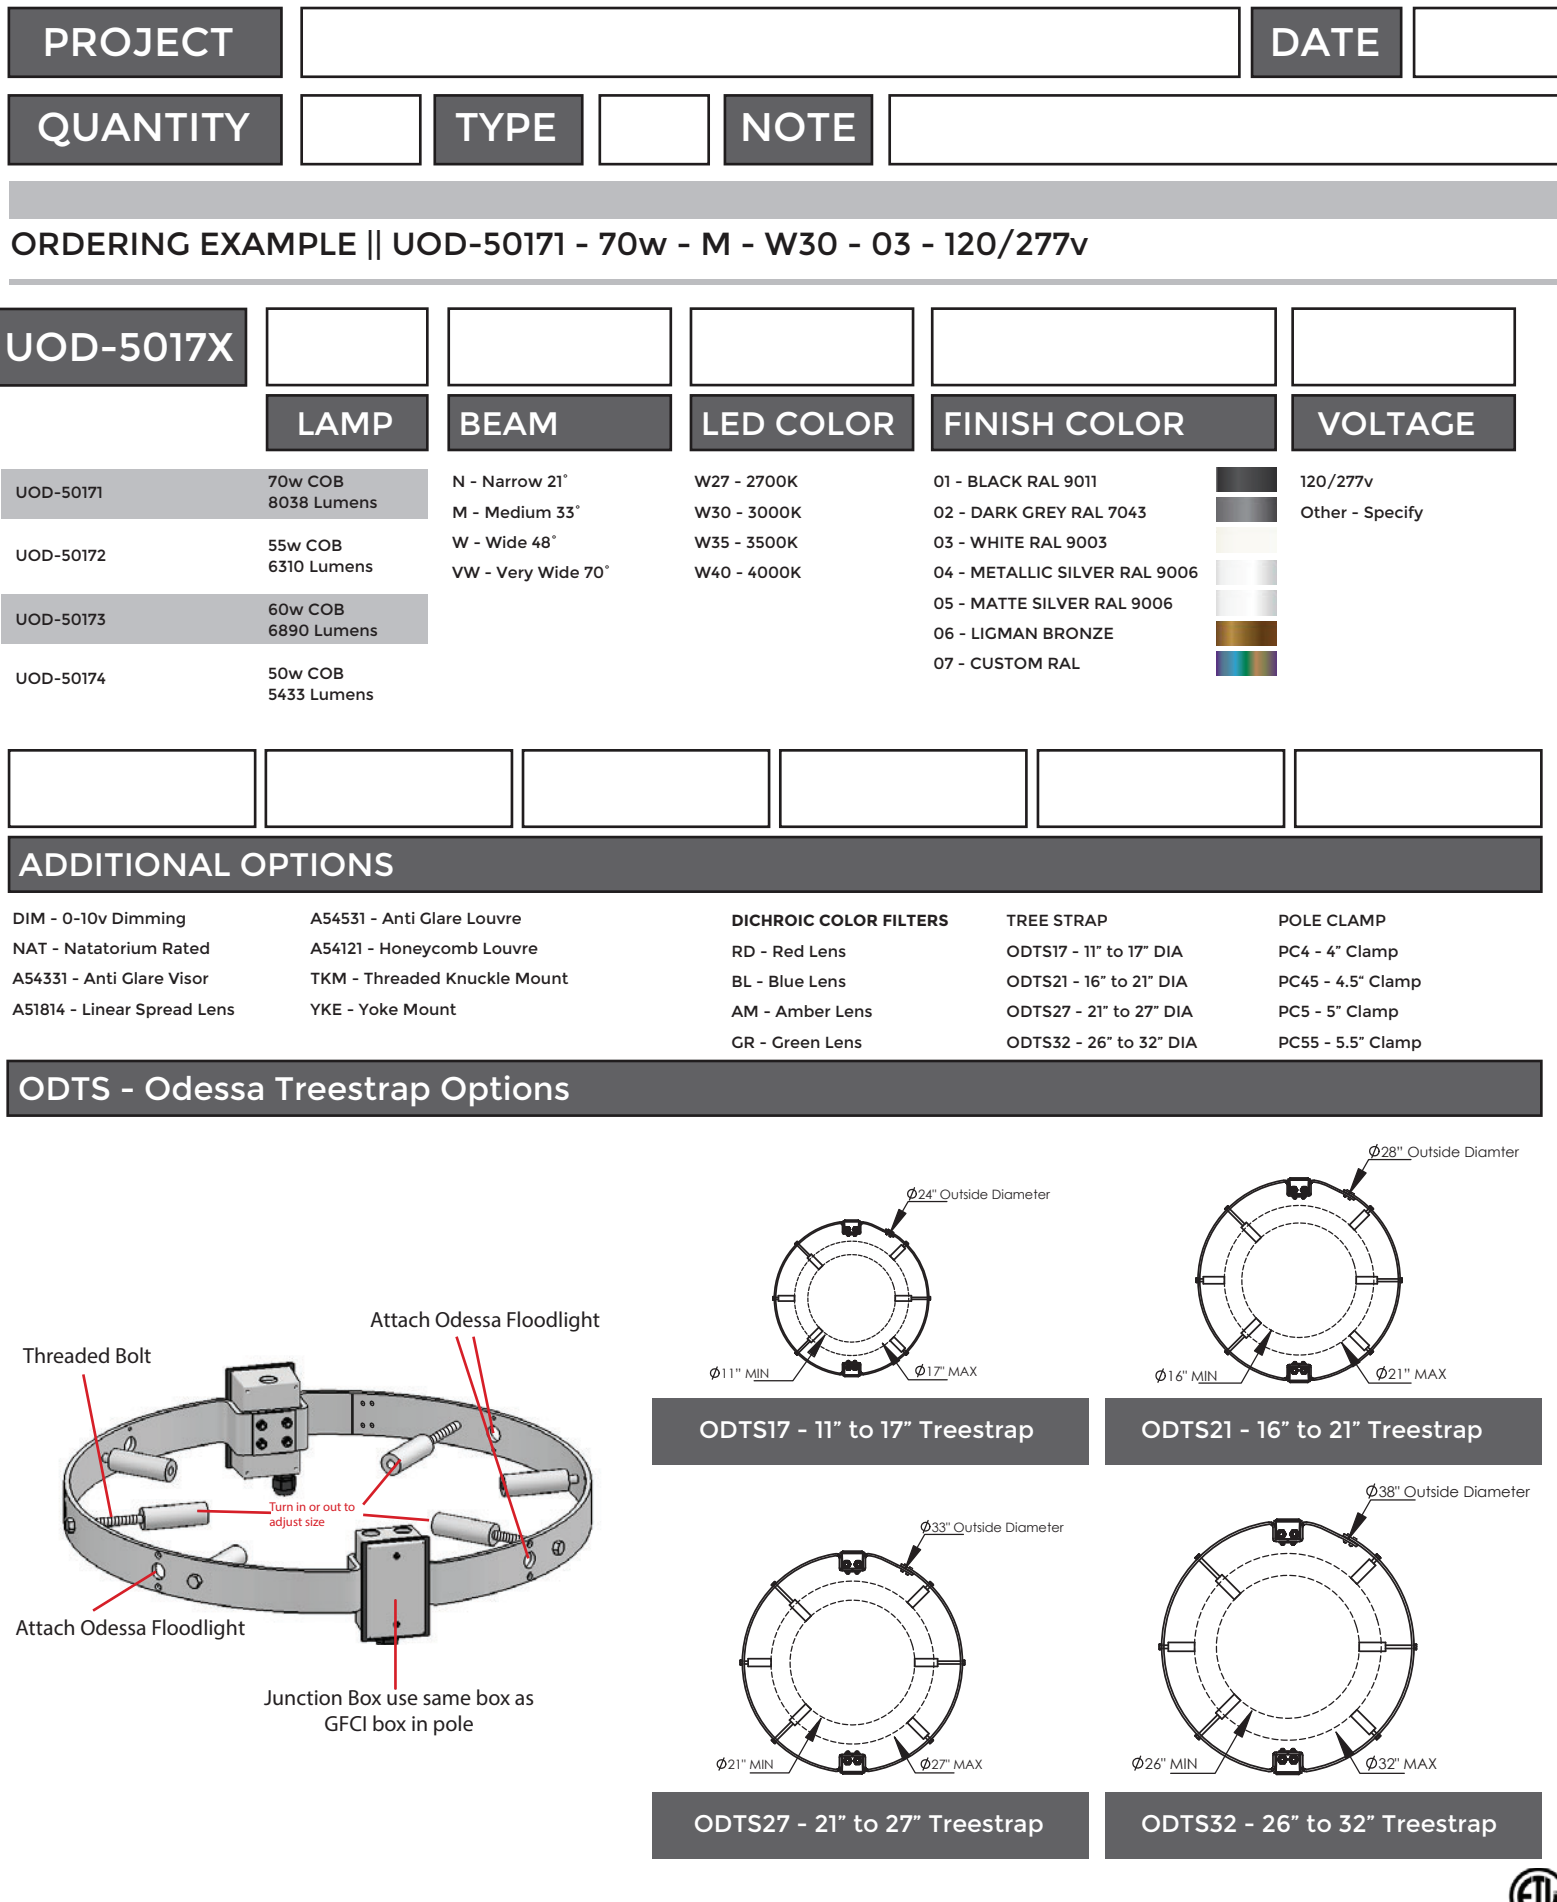 PROJECT
DATE
QUANTITY
TYPE
NOTE
ORDERING EXAMPLE || UOD-50171 - 70w - M - W30 - 03 - 120/277v
UOD-5017X
LAMP
BEAM
LED COLOR
FINISH COLOR
VOLTAGE
UOD-50171
70w COB
8038 Lumens
UOD-50172
55w COB
6310 Lumens
UOD-50173
60w COB
6890 Lumens
UOD-50174
50w COB
5433 Lumens
N - Narrow 21°
M - Medium 33°
W - Wide 48°
VW - Very Wide 70°
W27 - 2700K
W30 - 3000K
W35 - 3500K
W40 - 4000K
01 - BLACK RAL 9011
02 - DARK GREY RAL 7043
03 - WHITE RAL 9003
04 - METALLIC SILVER RAL 9006
05 - MATTE SILVER RAL 9006
06 - LIGMAN BRONZE
07 - CUSTOM RAL
120/277v
Other - Specify
ADDITIONAL OPTIONS
DIM - 0-10v Dimming
NAT - Natatorium Rated
A54331 - Anti Glare Visor
A51814 - Linear Spread Lens
A54531 - Anti Glare Louvre
A54121 - Honeycomb Louvre
TKM - Threaded Knuckle Mount
YKE - Yoke Mount
DICHROIC COLOR FILTERS
RD - Red Lens
BL - Blue Lens
AM - Amber Lens
GR - Green Lens
TREE STRAP
ODTS17 - 11” to 17” DIA
ODTS21 - 16” to 21” DIA
ODTS27 - 21” to 27” DIA
ODTS32 - 26” to 32” DIA
POLE CLAMP
PC4 - 4” Clamp
PC45 - 4.5“ Clamp
PC5 - 5” Clamp
PC55 - 5.5” Clamp
ODTS - Odessa Treestrap Options
Attach Odessa Floodlight
Threaded Bolt
Turn in or out to
adjust size
Attach Odessa Floodlight
Junction Box use same box as
GFCI box in pole
Ø24" Outside Diameter
Ø11" MIN
Ø17" MAX
ODTS17 - 11” to 17” Treestrap
Ø28" Outside Diamter
Ø16" MIN
Ø21" MAX
ODTS21 - 16” to 21” Treestrap
Ø33" Outside Diameter
Ø21" MIN
Ø27" MAX
ODTS27 - 21” to 27” Treestrap
Ø38" Outside Diameter
Ø26" MIN
Ø32" MAX
ODTS32 - 26” to 32” Treestrap
ETL